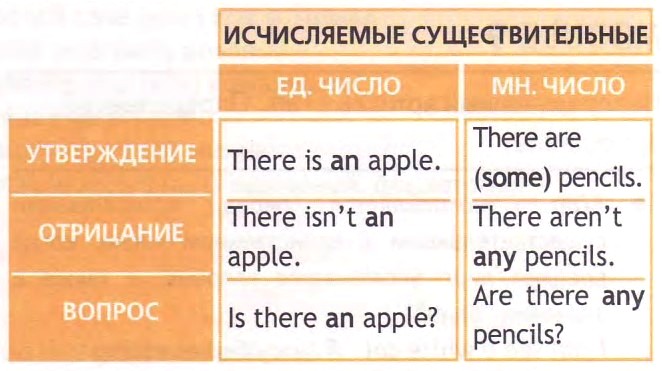 ИСЧИСЛЯЕМЫЕ СУЩЕСТВИТЕЛЬНЫЕ
ЕД. ЧИСЛО
МН. ЧИСЛО
УТВЕРЖДЕНИЕ
There is an apple.
There are
(some) pencils.
ОТРИЦАНИЕ
There isn't an
apple.
There aren't
any pencils.
ВОПРОС
Is there an apple?
Are there any
pencils?